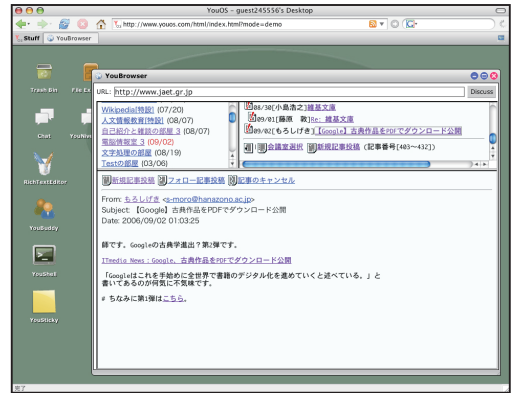 YouOS - guest245556's Desktop
http://www.youos.com/html/index.html?mode=demo
Stuff YouBrowser
YouBrowser
URL: http://www.jaet.gr.jp Discuss
Trash Bin
File Ex
Chat
YouNin
RichTextEditor
YouBuddy
YouShell
YouSticky
Wikipedia[特設] (07/20)
人文情報教育[特設] (08/07)
自己紹介と雑談の部屋 3 (08/07)
電脳情報室 3 (09/02)
文字処理の部屋 (08/19)
Testの部屋 (03/06)
08/30[小島浩之]雑基文庫
09/01[藤原 敦]Re: 雑基文庫
09/02[もろしげき]【Google】古典作品をPDFでダウンロード公開
会議室選択 新規記事投稿 (記事番号[403〜432])
新規記事投稿 フォロー記事投稿 記事のキャンセル
From: もろしげき <s-moro@hanazono.ac.jp>
Subject: 【Google】古典作品をPDFでダウンロード公開
Date: 2006/09/02 01:03:25
師です。Googleの古典学進出？第2弾です。
ITmedia News：Google、古典作品をPDFでダウンロード公開
「Googleはこれを手始めに全世界で書籍のデジタル化を進めていくと述べている。」と
書いてあるのが何気に不気味です。
# ちなみに第1弾はこちら。
完了